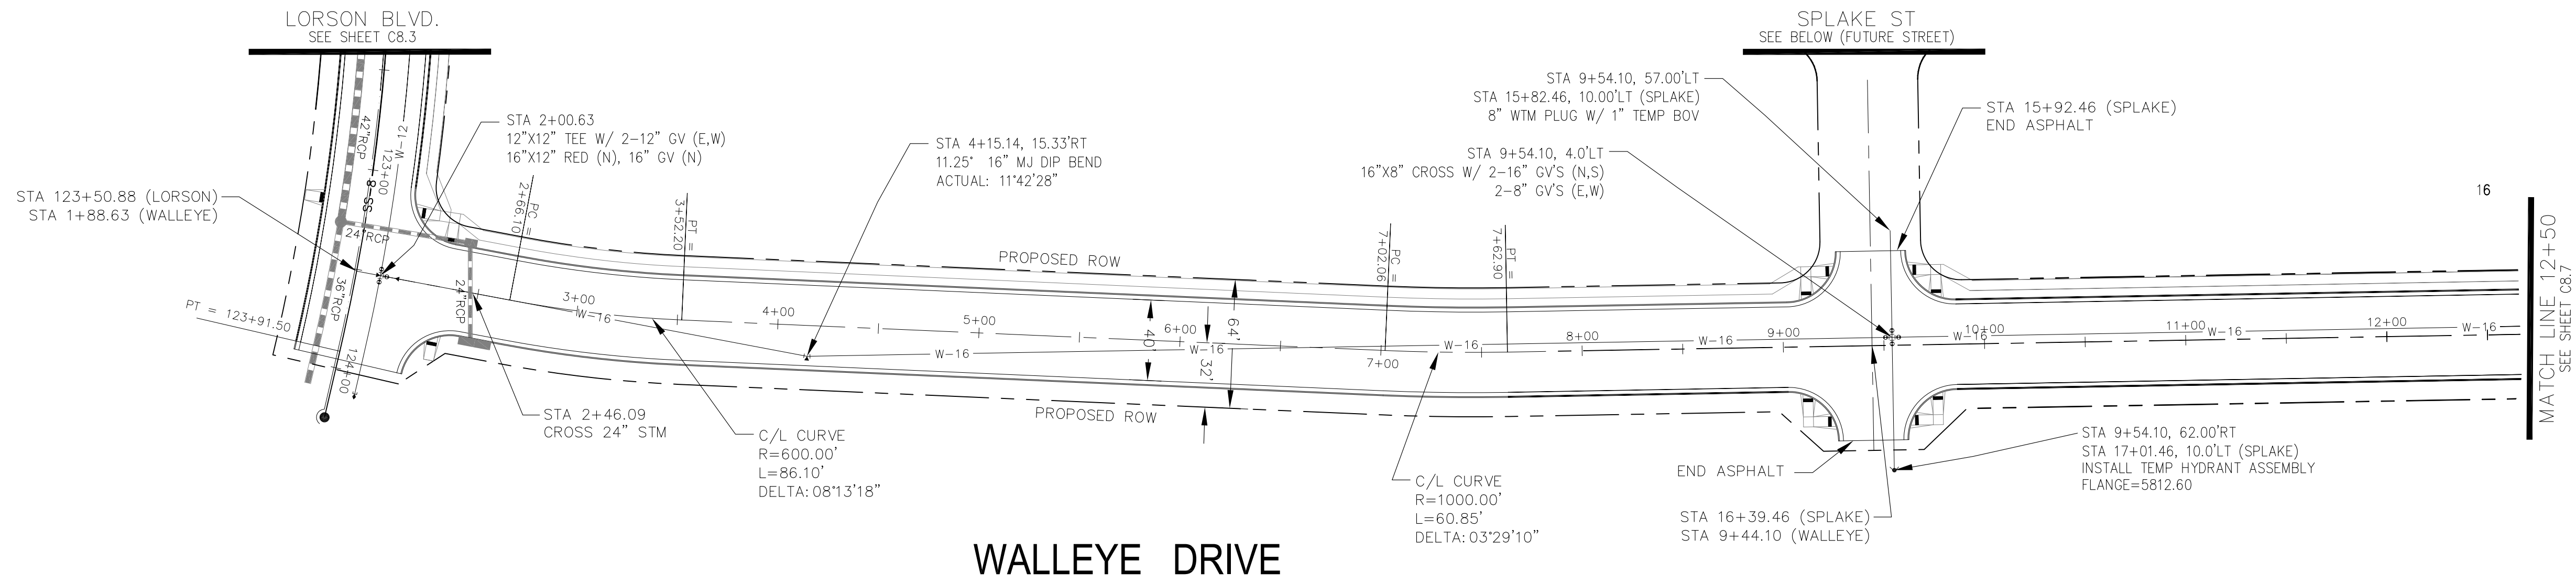 LORSON BLVD.
SEE SHEET C8.3
SPLAKE ST
SEE BELOW (FUTURE STREET)
STA 9+54.10, 57.00'LT
STA 15+82.46, 10.00'LT (SPLAKE)
8" WTM PLUG W/ 1" TEMP BOV
STA 15+92.46 (SPLAKE)
END ASPHALT
STA 2+00.63
12"X12" TEE W/ 2-12" GV (E,W)
16"X12" RED (N), 16" GV (N)
STA 4+15.14, 15.33'RT
11.25° 16" MJ DIP BEND
ACTUAL: 11°42'28"
STA 9+54.10, 4.0'LT
16"X8" CROSS W/ 2-16" GV'S (N,S)
2-8" GV'S (E,W)
16
STA 123+50.88 (LORSON)
STA 1+88.63 (WALLEYE)
42"RCP
123+00
W-12
SS-8
24"RCP
36"RCP
24"RCP
PT = 123+91.50
124+00
PC =
2+66.10
PT =
3+52.20
PC =
7+02.06
PT =
7+62.90
PROPOSED ROW
3+00
W-16
4+00
5+00
W-16
6+00
W-16
64'
40'
32'
7+00
W-16
8+00
W-16
9+00
W-16
10+00
11+00
W-16
12+00
W-16
MATCH LINE 12+50
SEE SHEET C8.7
PROPOSED ROW
STA 2+46.09
CROSS 24" STM
C/L CURVE
R=600.00'
L=86.10'
DELTA: 08°13'18"
C/L CURVE
R=1000.00'
L=60.85'
DELTA: 03°29'10"
END ASPHALT
STA 9+54.10, 62.00'RT
STA 17+01.46, 10.0'LT (SPLAKE)
INSTALL TEMP HYDRANT ASSEMBLY
FLANGE=5812.60
STA 16+39.46 (SPLAKE)
STA 9+44.10 (WALLEYE)
WALLEYE DRIVE